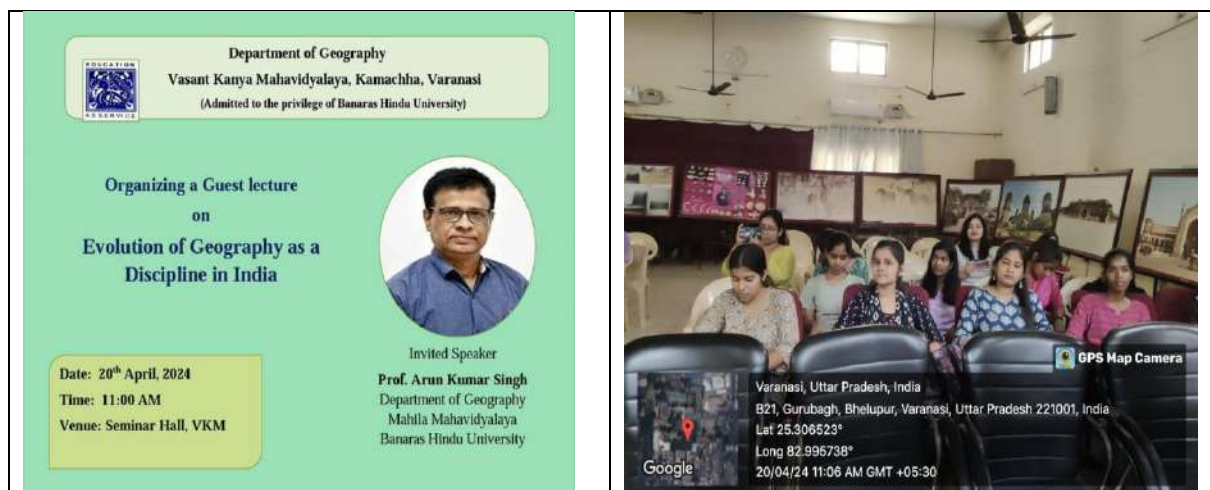 EDUCATION
AS SERVICE
Department of Geography
Vasant Kanya Mahavidyalaya, Kamachha, Varanasi
(Admitted to the privilege of Banaras Hindu University)
Organizing a Guest lecture
on
Evolution of Geography as a
Discipline in India
Invited Speaker
Prof. Arun Kumar Singh
Department of Geography
Mahila Mahavidyalaya
Banaras Hindu University
Date: 20th April, 2024
Time: 11:00 AM
Venue: Seminar Hall, VKM
GPS Map Camera
Varanasi, Uttar Pradesh, India
B21, Gurubagh, Bhelupur, Varanasi, Uttar Pradesh 221001, India
Lat 25.306523°
Long 82.995738°
20/04/24 11:06 AM GMT +05:30
Google